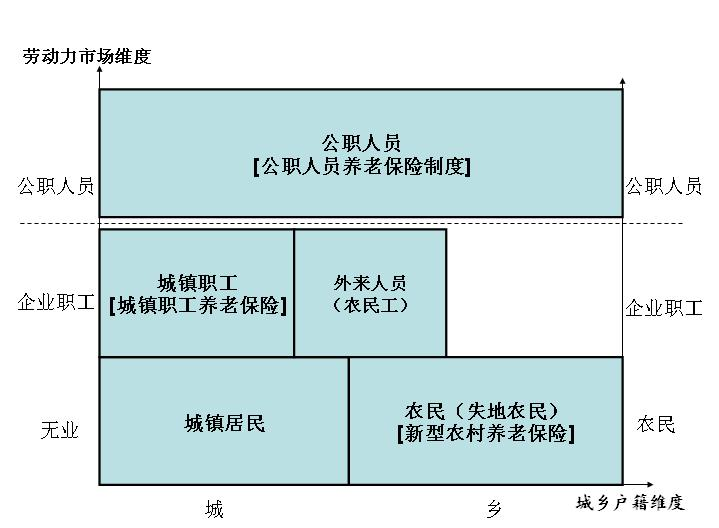 劳动力市场维度
公职人员
[公职人员养老保险制度]
公职人员
公职人员
城镇职工
[城镇职工养老保险]
外来人员
（农民工）
企业职工
企业职工
城镇居民
农民（失地农民）
[新型农村养老保险]
无业
农民
城
乡
城乡户籍维度